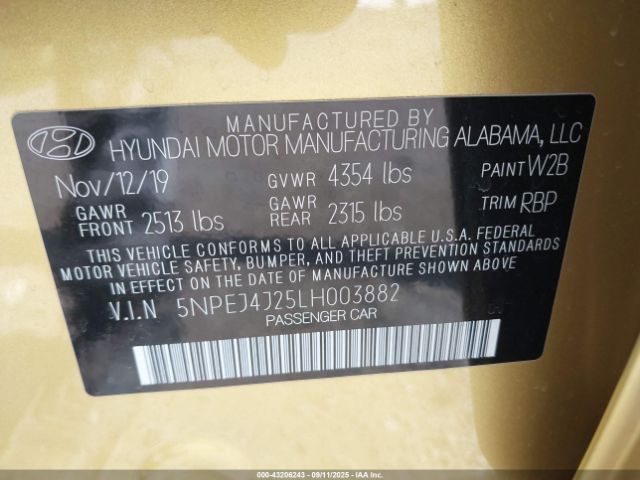 MANUFACTURED BY
HYUNDAI MOTOR MANUFACTURING ALABAMA, LLC
Nov/12/19 GVWR 4354 lbs PAINT W2B
GAWR FRONT 2513 lbs GAWR REAR 2315 lbs TRIM RBP
THIS VEHICLE CONFORMS TO ALL APPLICABLE U.S.A. FEDERAL
MOTOR VEHICLE SAFETY, BUMPER, AND THEFT PREVENTION STANDARDS
IN EFFECT ON THE DATE OF MANUFACTURE SHOWN ABOVE.
V.I.N 5NPEJ4J25LH003882
PASSENGER CAR
000-43206243 - 09/11/2025 - IAAI.COM